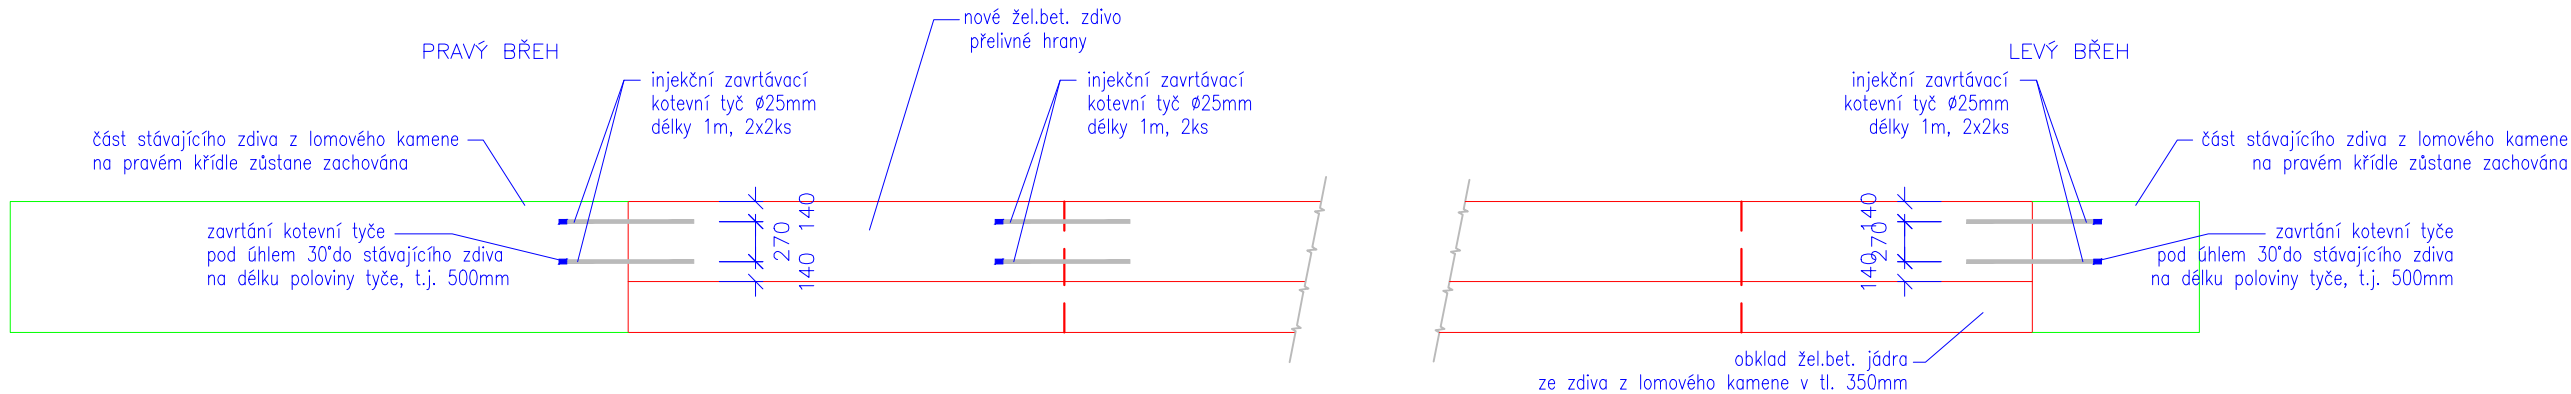 nové žel.bet. zdivo
přelivné hrany
PRAVÝ BŘEH
LEVÝ BŘEH
injekční zavrtávací
kotevní tyč Ø25mm
délky 1m, 2x2ks
injekční zavrtávací
kotevní tyč Ø25mm
délky 1m, 2ks
injekční zavrtávací
kotevní tyč Ø25mm
délky 1m, 2x2ks
část stávajícího zdiva z lomového kamene
na pravém křídle zůstane zachována
část stávajícího zdiva z lomového kamene
na pravém křídle zůstane zachována
zavrtání kotevní tyče
pod úhlem 30°do stávajícího zdiva
na délku poloviny tyče, t.j. 500mm
140
270
140
140
270
140
zavrtání kotevní tyče
pod úhlem 30°do stávajícího zdiva
na délku poloviny tyče, t.j. 500mm
obklad žel.bet. jádra
ze zdiva z lomového kamene v tl. 350mm